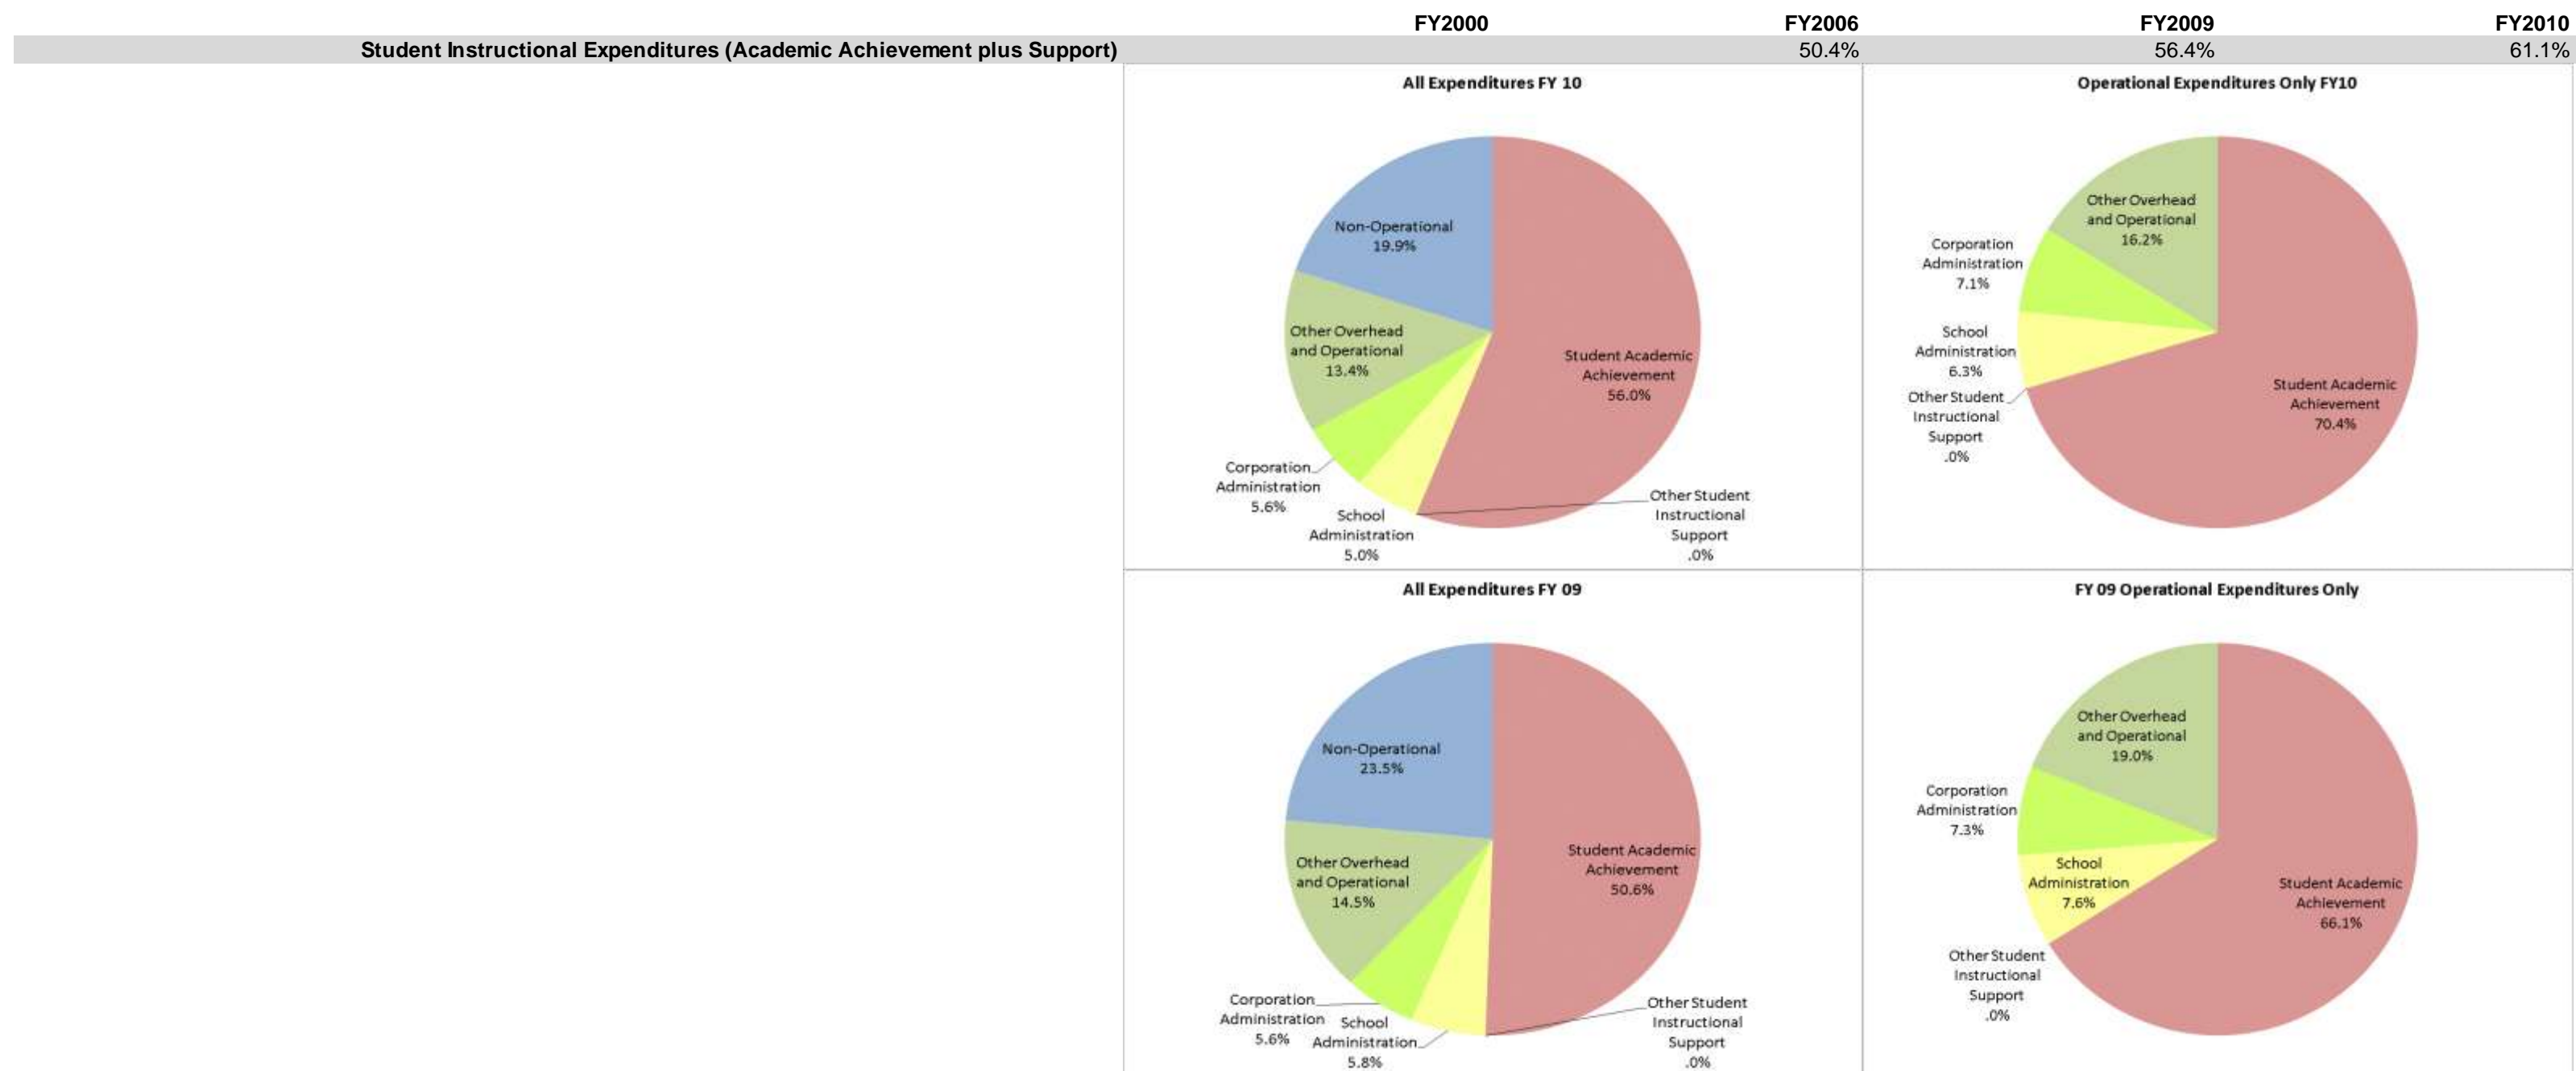 FY2000 FY2006 FY2009 FY2010
Student Instructional Expenditures (Academic Achievement plus Support) 50.4% 56.4% 61.1%
All Expenditures FY 10
Non-Operational
19.9%
Other Overhead
and Operational
13.4%
Student Academic
Achievement
56.0%
Corporation
Administration
5.6%
School
Administration
5.0%
Other Student
Instructional
Support
.0%
Operational Expenditures Only FY10
Other Overhead
and Operational
16.2%
Corporation
Administration
7.1%
School
Administration
6.3%
Other Student
Instructional
Support
.0%
Student Academic
Achievement
70.4%
All Expenditures FY 09
Non-Operational
23.5%
Other Overhead
and Operational
14.5%
Student Academic
Achievement
50.6%
Corporation
Administration
5.6%
School
Administration
5.8%
Other Student
Instructional
Support
.0%
FY 09 Operational Expenditures Only
Other Overhead
and Operational
19.0%
Corporation
Administration
7.3%
School
Administration
7.6%
Student Academic
Achievement
66.1%
Other Student
Instructional
Support
.0%